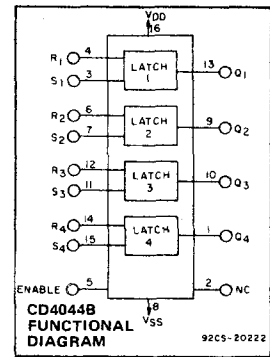 VDD
16
R1 4
S1 3
LATCH
1
13 Q1
R2 6
S2 7
LATCH
2
9 Q2
R3 12
S3 11
LATCH
3
10 Q3
R4 14
S4 15
LATCH
4
1 Q4
ENABLE 5
2 NC
8
VSS
CD4044B
FUNCTIONAL
DIAGRAM
92CS-20222